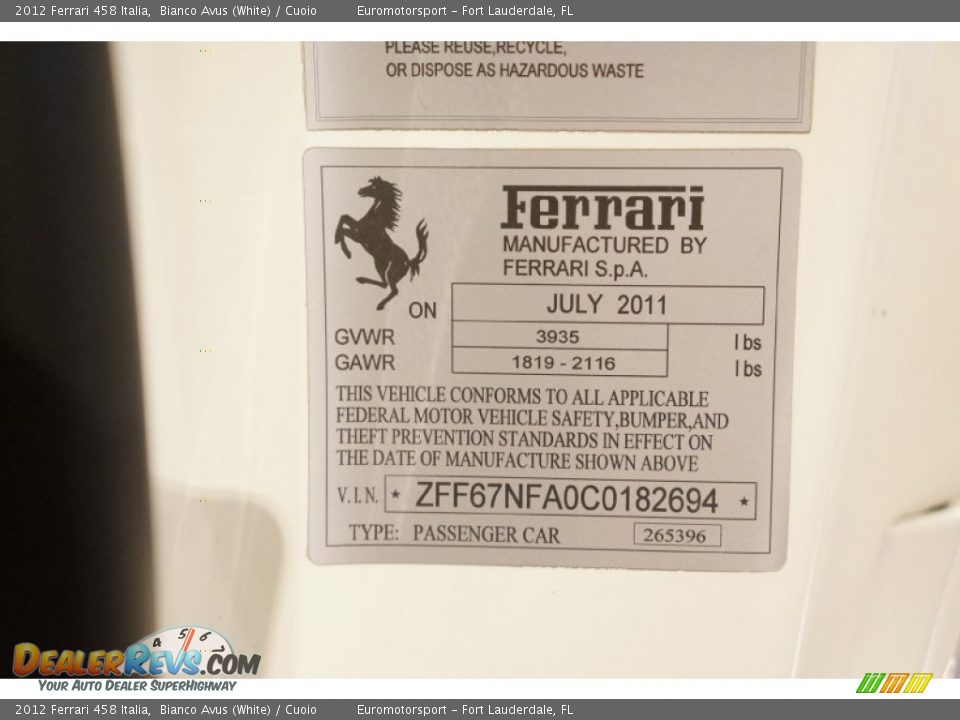 2012 Ferrari 458 Italia, Bianco Avus (White) / Cuoio Euromotorsport - Fort Lauderdale, FL
PLEASE REUSE,RECYCLE,
OR DISPOSE AS HAZARDOUS WASTE
Ferrari
MANUFACTURED BY
FERRARI S.p.A.
ON JULY 2011
GVWR 3935 lbs
GAWR 1819 - 2116 lbs
THIS VEHICLE CONFORMS TO ALL APPLICABLE
FEDERAL MOTOR VEHICLE SAFETY,BUMPER,AND
THEFT PREVENTION STANDARDS IN EFFECT ON
THE DATE OF MANUFACTURE SHOWN ABOVE
V.I.N. * ZFF67NFA0C0182694 *
TYPE: PASSENGER CAR 265396
4 5 6 7
DEALERREVS.COM
YOUR AUTO DEALER SUPERHIGHWAY
2012 Ferrari 458 Italia, Bianco Avus (White) / Cuoio Euromotorsport - Fort Lauderdale, FL